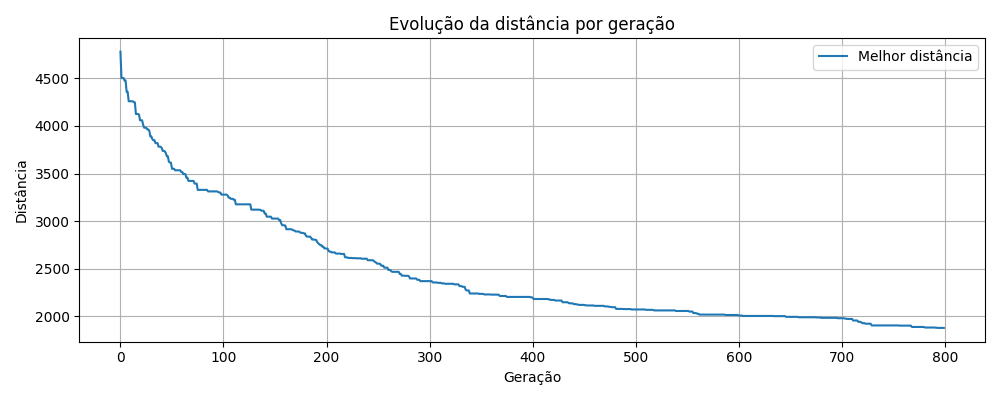 Evolução da distância por geração
Melhor distância
Distância
4500
4000
3500
3000
2500
2000
0 100 200 300 400 500 600 700 800
Geração